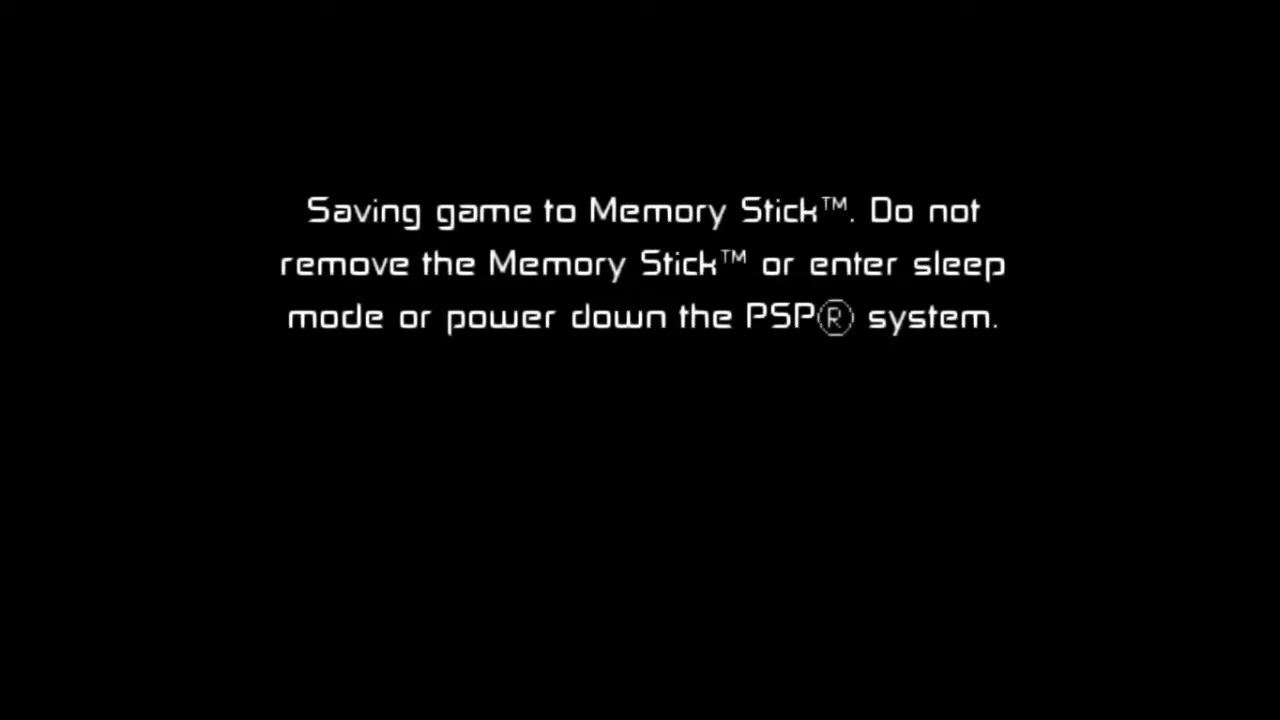 Saving game to Memory Stick™. Do not
remove the Memory Stick™ or enter sleep
mode or power down the PSP® system.